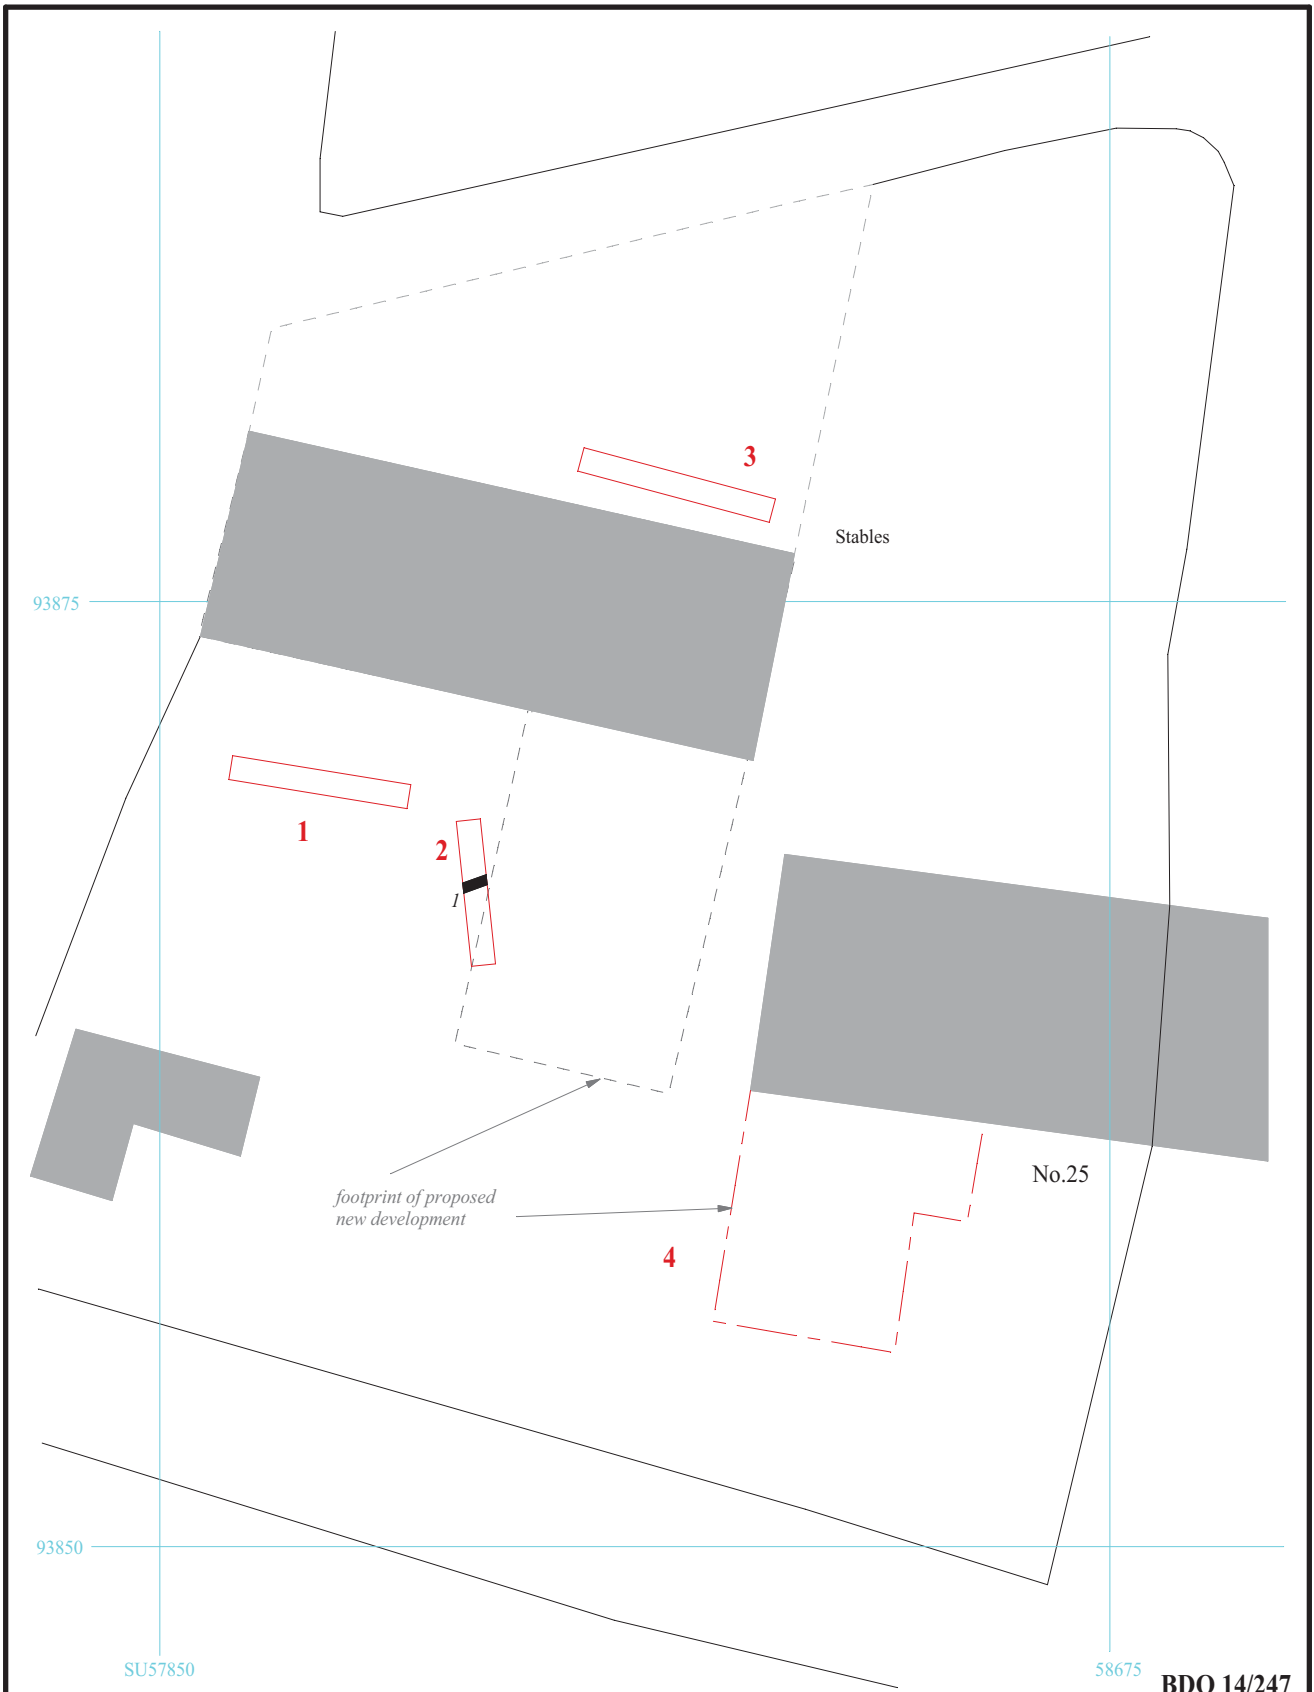 3
Stables
93875
1
2
1
No.25
footprint of proposed
new development
4
93850
SU57850
58675
BDO 14/247